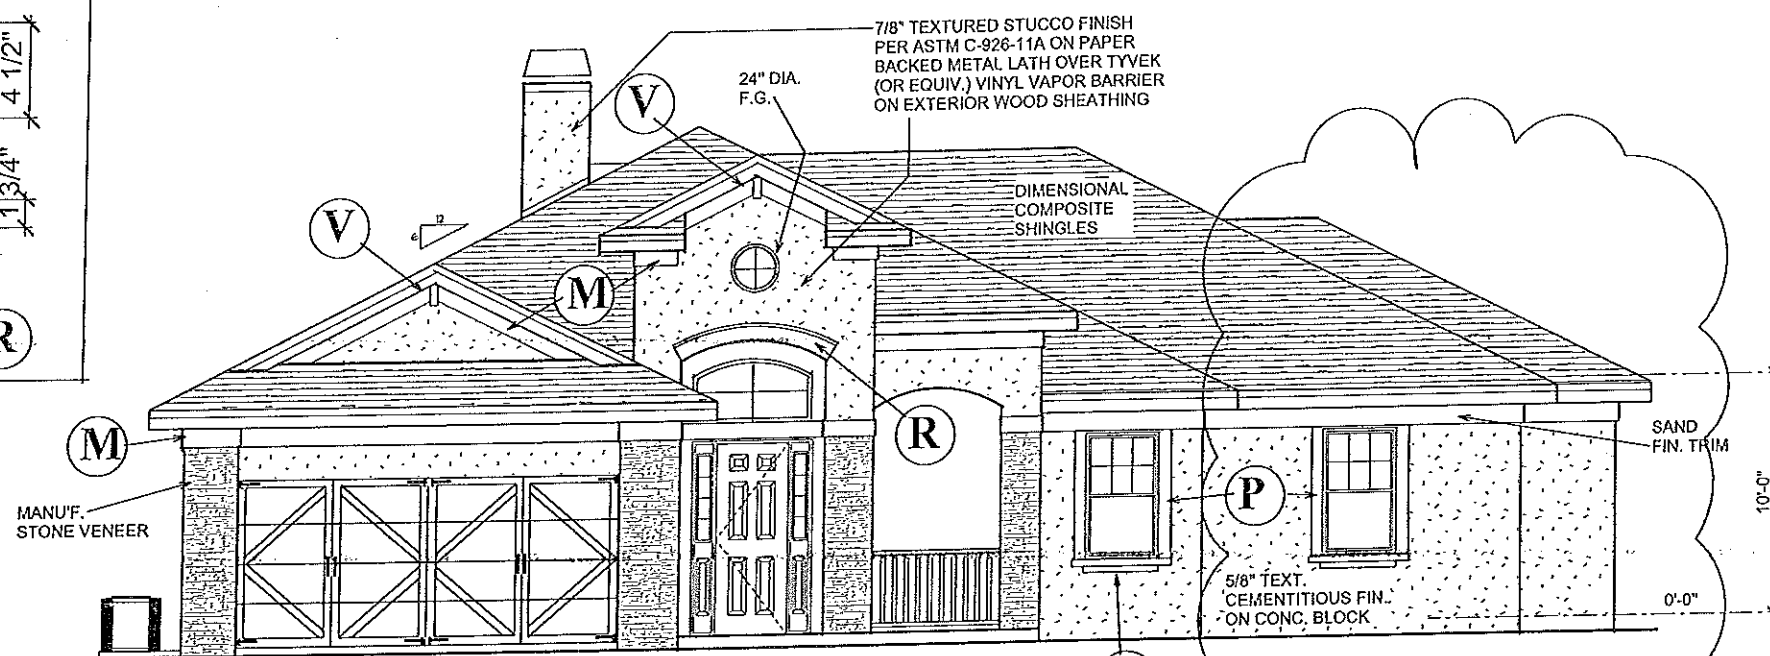 4 1/2"
1 3/4"
R
7/8" TEXTURED STUCCO FINISH
PER ASTM C-926-11A ON PAPER
BACKED METAL LATH OVER TYVEK
(OR EQUIV.) VINYL VAPOR BARRIER
ON EXTERIOR WOOD SHEATHING
24" DIA.
F.G.
V
V
12
6
DIMENSIONAL
COMPOSITE
SHINGLES
M
M
R
SAND
FIN. TRIM
P
MANU'F.
STONE VENEER
10'-0"
5/8" TEXT.
CEMENTITIOUS FIN.
ON CONC. BLOCK
0'-0"